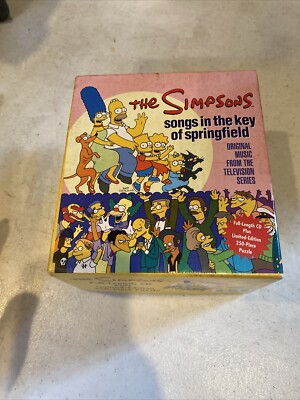 THE SIMPSONS
songs in the key
of springfield
ORIGINAL
MUSIC
FROM THE
TELEVISION
SERIES
Full-Length CD
Plus
Limited-Edition
250-Piece
Puzzle